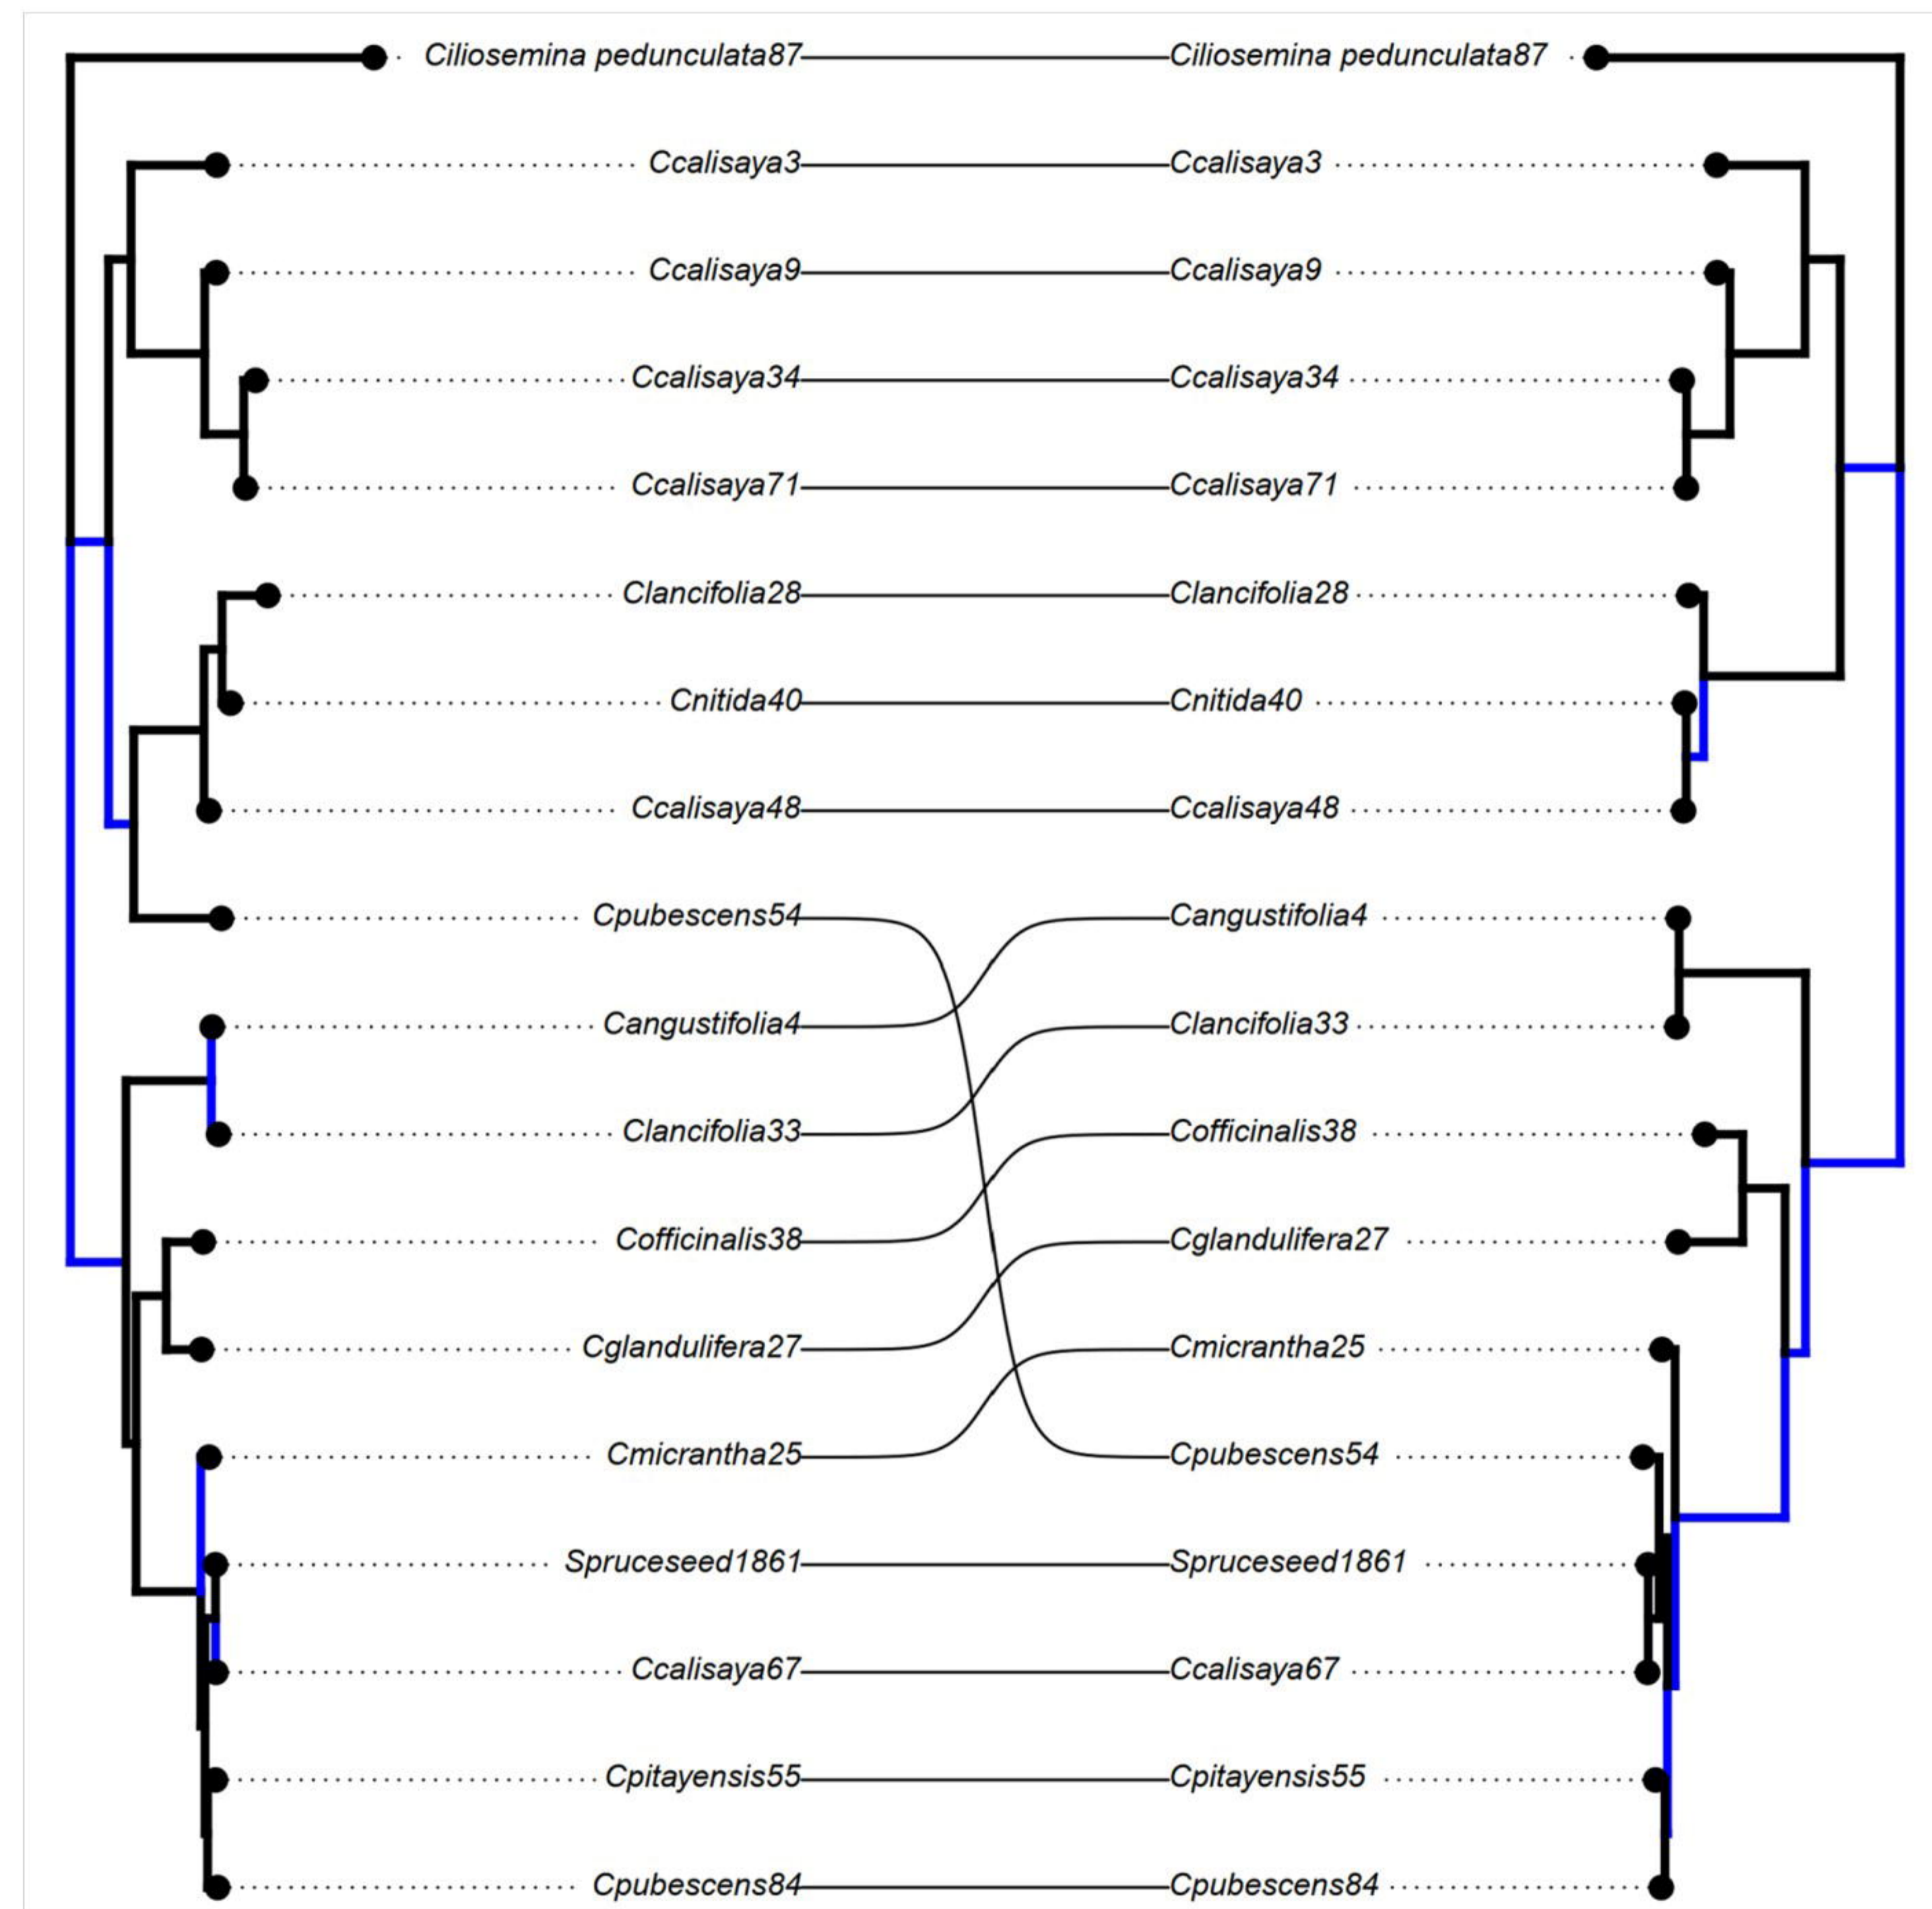 Ciliosemina pedunculata87 Ciliosemina pedunculata87
Ccalisaya3 Ccalisaya3
Ccalisaya9 Ccalisaya9
Ccalisaya34 Ccalisaya34
Ccalisaya71 Ccalisaya71
Clancifolia28 Clancifolia28
Cnitida40 Cnitida40
Ccalisaya48 Ccalisaya48
Cpubescens54 Cangustifolia4
Cangustifolia4 Clancifolia33
Clancifolia33 Cofficinalis38
Cofficinalis38 Cglandulifera27
Cglandulifera27 Cmicrantha25
Cmicrantha25 Cpubescens54
Spruceseed1861 Spruceseed1861
Ccalisaya67 Ccalisaya67
Cpitayensis55 Cpitayensis55
Cpubescens84 Cpubescens84